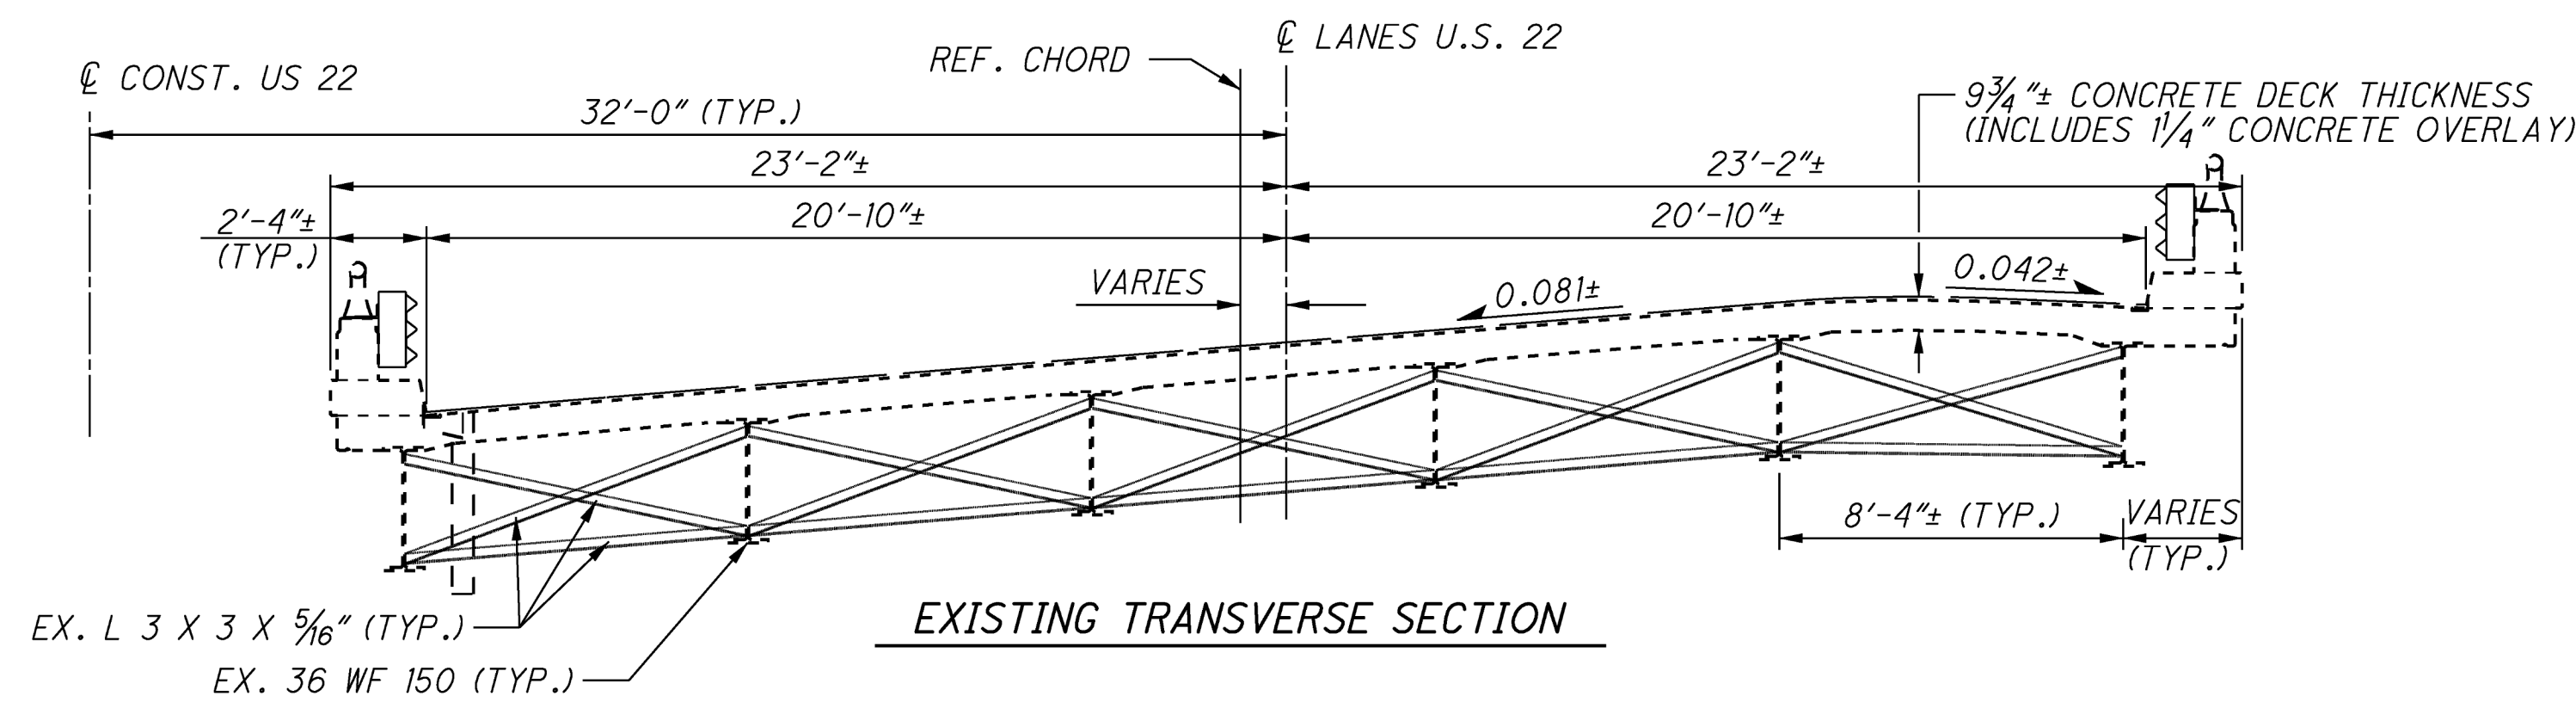 ℄ CONST. US 22
REF. CHORD
℄ LANES U.S. 22
32'-0" (TYP.)
9¾"± CONCRETE DECK THICKNESS
(INCLUDES 1¼" CONCRETE OVERLAY)
23'-2"±
23'-2"±
2'-4"±
(TYP.)
20'-10"±
20'-10"±
VARIES
0.081±
0.042±
8'-4"± (TYP.)
VARIES
(TYP.)
EX. L 3 X 3 X 5/16" (TYP.)
EX. 36 WF 150 (TYP.)
EXISTING TRANSVERSE SECTION